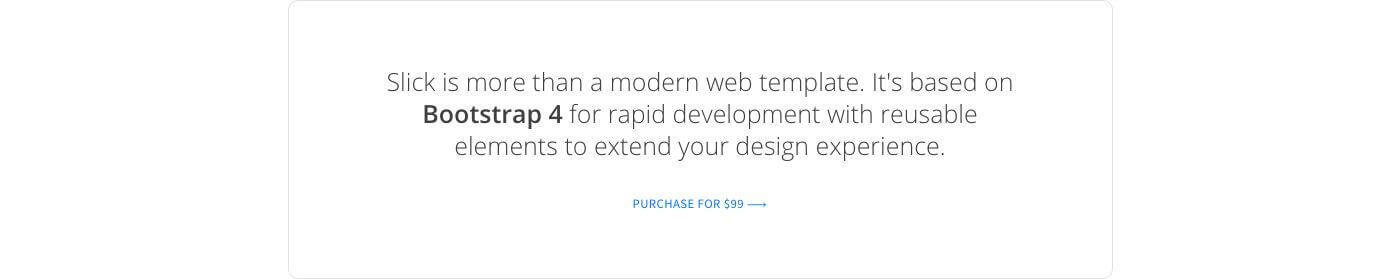 Slick is more than a modern web template. It's based on
Bootstrap 4 for rapid development with reusable
elements to extend your design experience.
PURCHASE FOR $99 ⟶